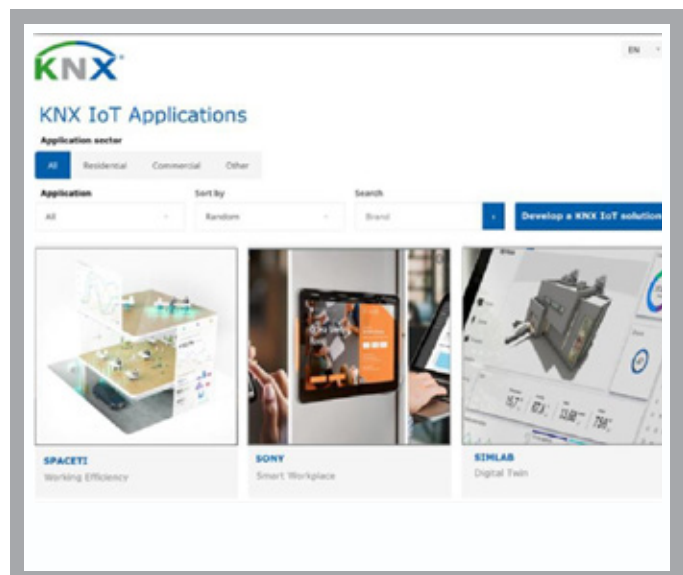 KNX
EN
KNX IoT Applications
Application sector
All Residential Commercial Other
Application Sort by Search
All Random Brand Develop a KNX IoT solution
SPACETI SONY SIMLAB
Working Efficiency Smart Workplace Digital Twin